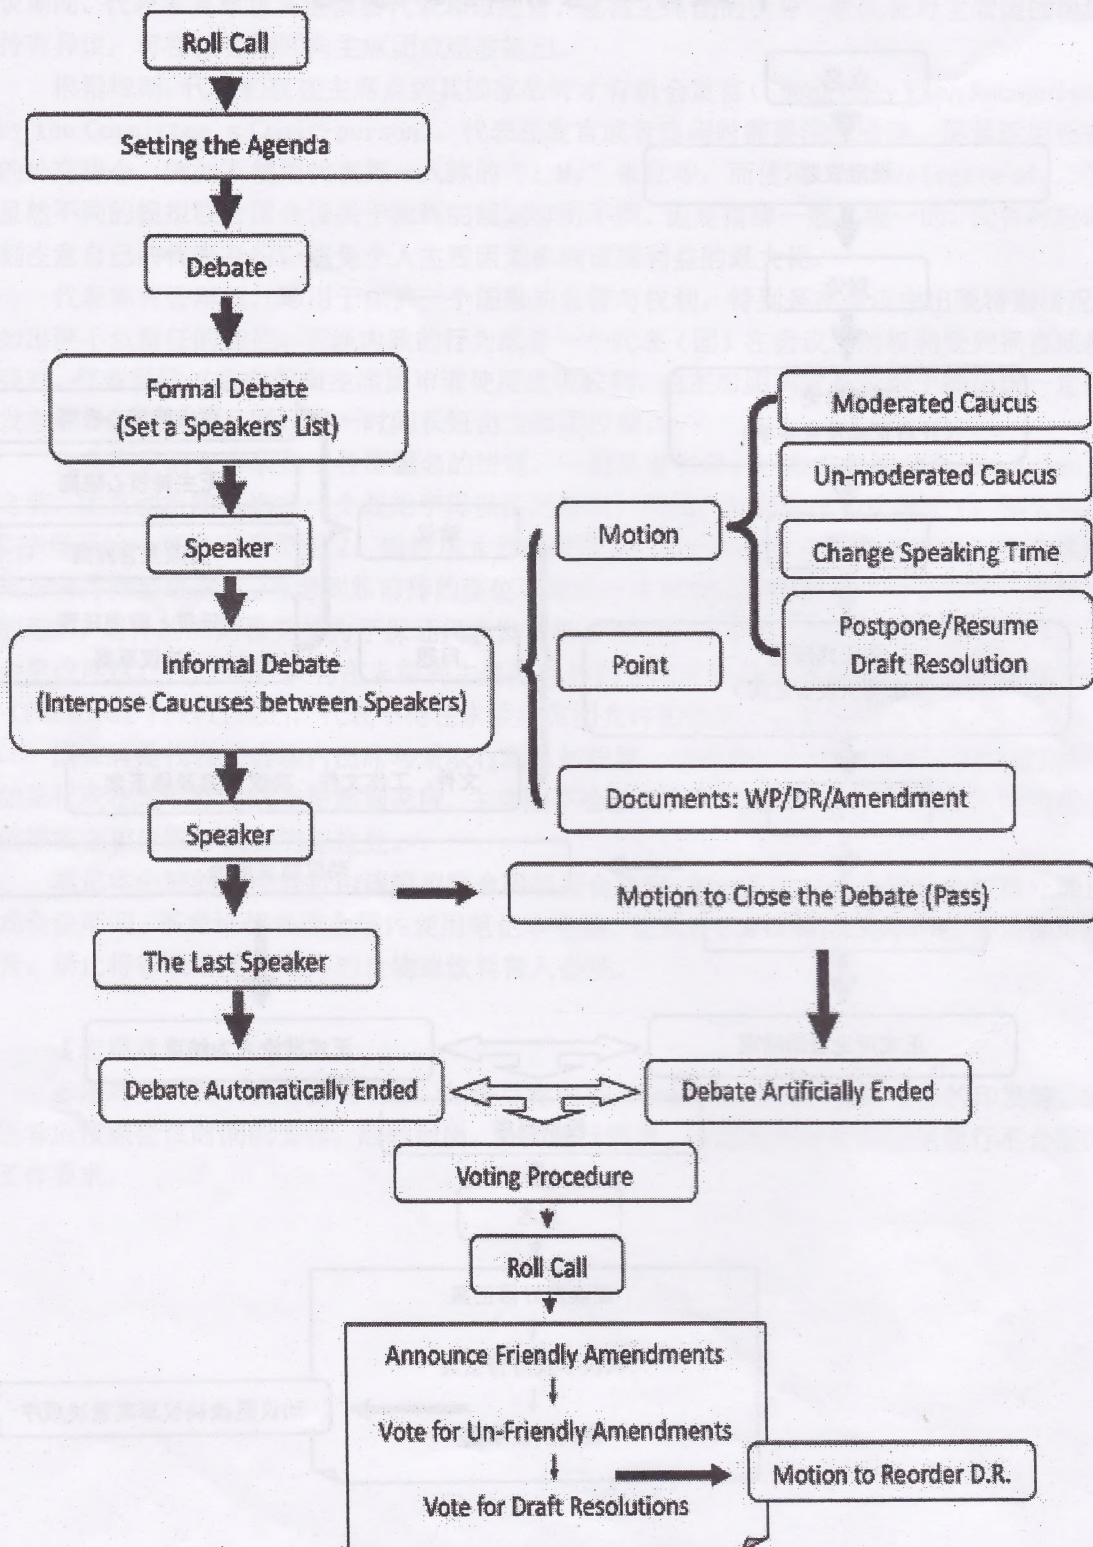 Roll Call
Setting the Agenda
Debate
Formal Debate
(Set a Speakers' List)
Speaker
Informal Debate
(Interpose Caucuses between Speakers)
Speaker
The Last Speaker
Debate Automatically Ended
Motion
Point
Documents: WP/DR/Amendment
Moderated Caucus
Un-moderated Caucus
Change Speaking Time
Postpone/Resume
Draft Resolution
Motion to Close the Debate (Pass)
Debate Artificially Ended
Voting Procedure
Roll Call
Announce Friendly Amendments
Vote for Un-Friendly Amendments
Vote for Draft Resolutions
Motion to Reorder D.R.